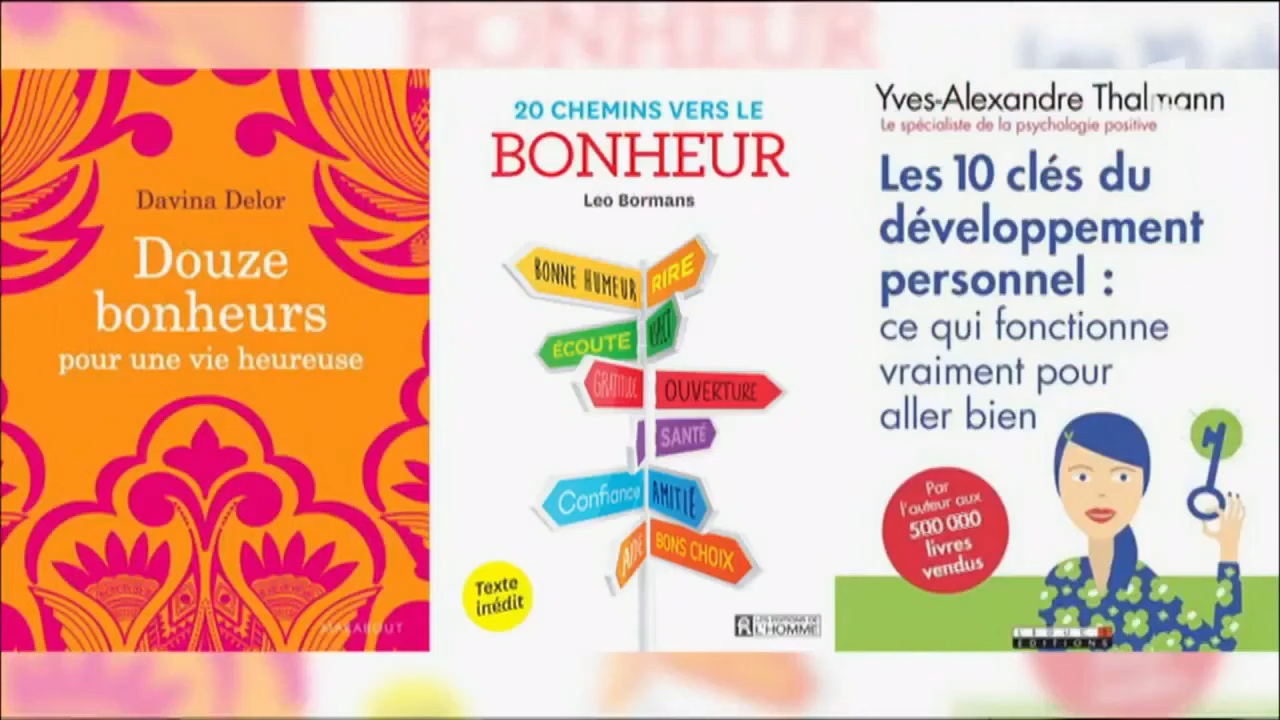 Davina Delor
Douze
bonheurs
pour une vie heureuse
MARABOUT
20 CHEMINS VERS LE
BONHEUR
Leo Bormans
BONNE HUMEUR
RIRE
ÉCOUTE
GRATITUDE
OUVERTURE
SANTÉ
Confiance
AMITIÉ
BONS CHOIX
Texte
inédit
LES ÉDITIONS DE
L'HOMME
Yves-Alexandre Thalmann
Le spécialiste de la psychologie positive
Les 10 clés du
développement
personnel :
ce qui fonctionne
vraiment pour
aller bien
Par
l'auteur aux
500 000
livres
vendus
ÉDITIONS
BONHEUR